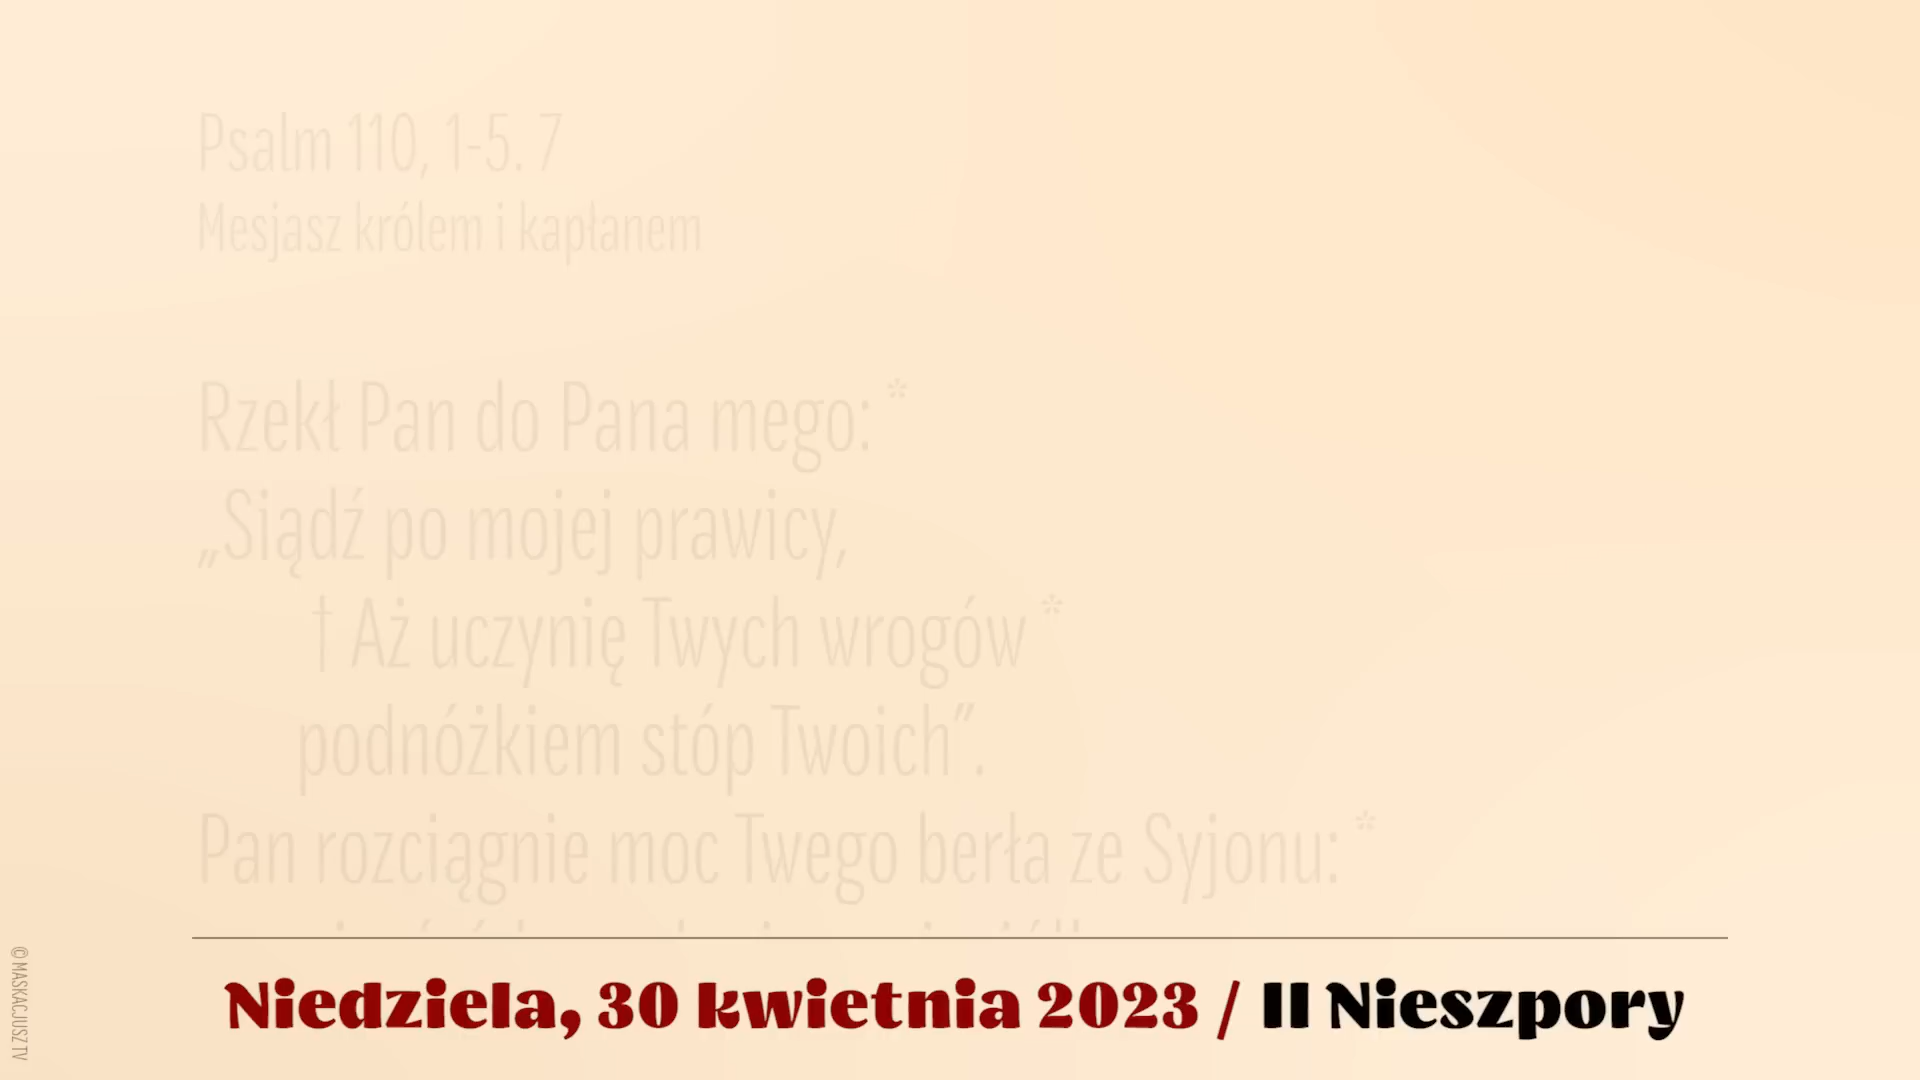 Psalm 110, 1-5. 7
Mesjasz królem i kapłanem
Rzekł Pan do Pana mego: *
„Siądź po mojej prawicy,
† Aż uczynię Twych wrogów *
podnóżkiem stóp Twoich”.
Pan rozciągnie moc Twego berła ze Syjonu: *
Niedziela, 30 kwietnia 2023 / II Nieszpory
© MASKACJUSZ TV